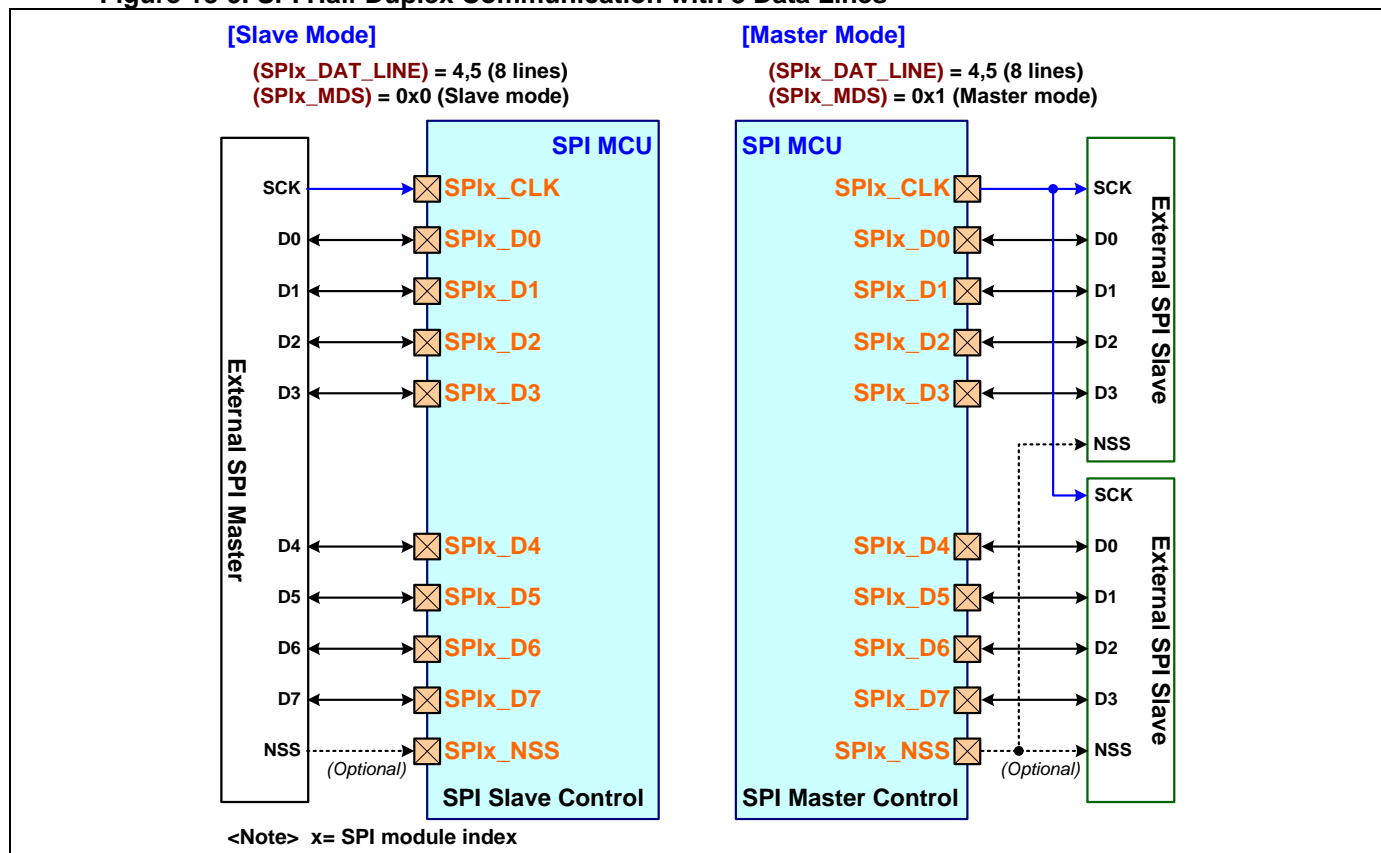 [Slave Mode]
(SPIx_DAT_LINE) = 4,5 (8 lines)
(SPIx_MDS) = 0x0 (Slave mode)
External SPI Master
SCK
D0
D1
D2
D3
D4
D5
D6
D7
NSS
(Optional)
SPI MCU
SPIx_CLK
SPIx_D0
SPIx_D1
SPIx_D2
SPIx_D3
SPIx_D4
SPIx_D5
SPIx_D6
SPIx_D7
SPIx_NSS
SPI Slave Control
[Master Mode]
(SPIx_DAT_LINE) = 4,5 (8 lines)
(SPIx_MDS) = 0x1 (Master mode)
SPI MCU
SPIx_CLK
SPIx_D0
SPIx_D1
SPIx_D2
SPIx_D3
SPIx_D4
SPIx_D5
SPIx_D6
SPIx_D7
SPIx_NSS
SPI Master Control
(Optional)
SCK
D0
D1
D2
D3
NSS
External SPI Slave
SCK
D0
D1
D2
D3
NSS
External SPI Slave
<Note> x= SPI module index